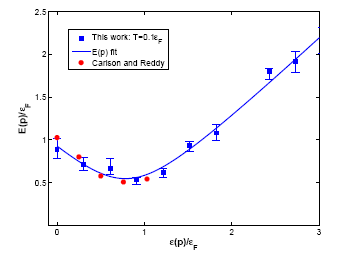 2.5
2
1.5
1
0.5
0
1
2
3
E(p)/ε_F
ε(p)/ε_F
This work: T=0.1ε_F
E(p) fit
Carlson and Reddy